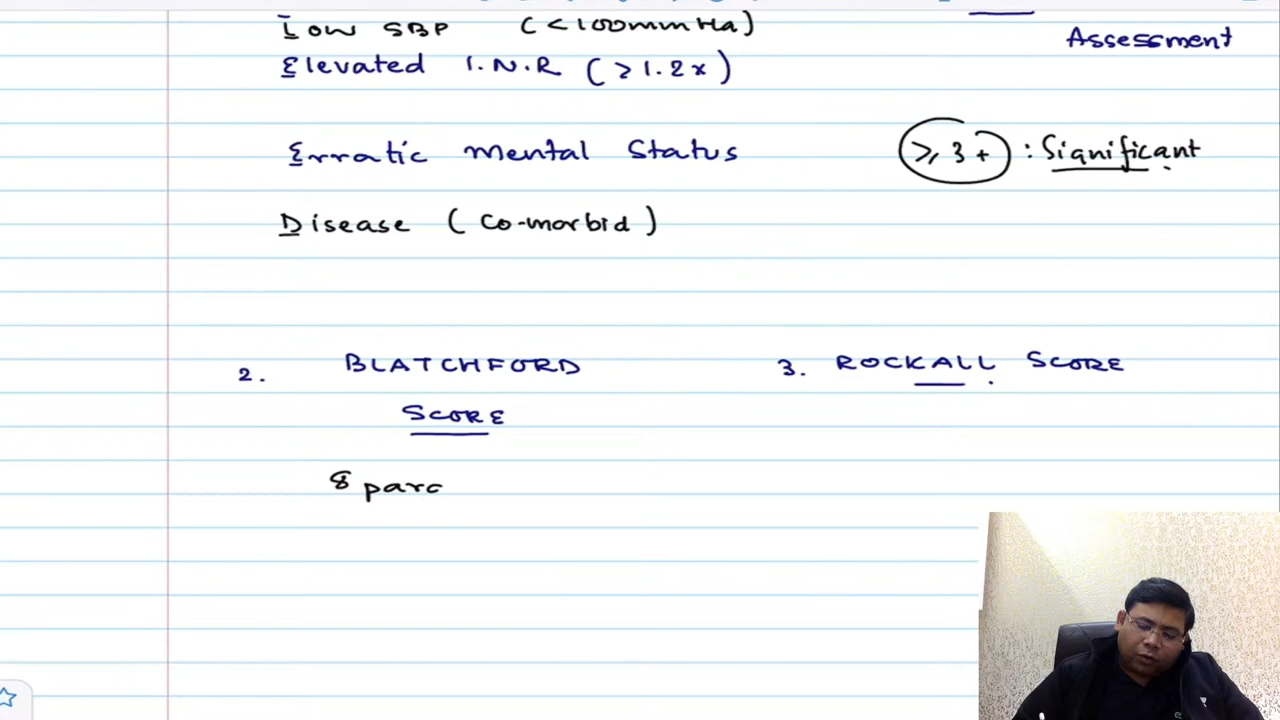 Low SBP (<100mmHg)
Assessment
Elevated I.N.R (>1.2x)
Erratic mental Status
≥ 3 + : Significant
Disease (Co-morbid)
2. BLATCHFORD
SCORE
3. ROCKALL SCORE
8 para